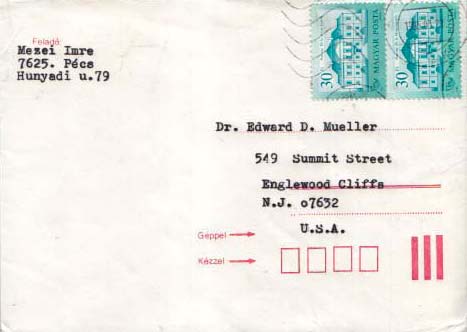 Feladó:
Mezei Imre
7625. Pécs
Hunyadi u.79
30 MAGYAR POSTA
30 MAGYAR POSTA
Dr. Edward D. Mueller
549 Summit Street
Englewood Cliffs
N.J. o7632
U.S.A.
Géppel
Kézzel